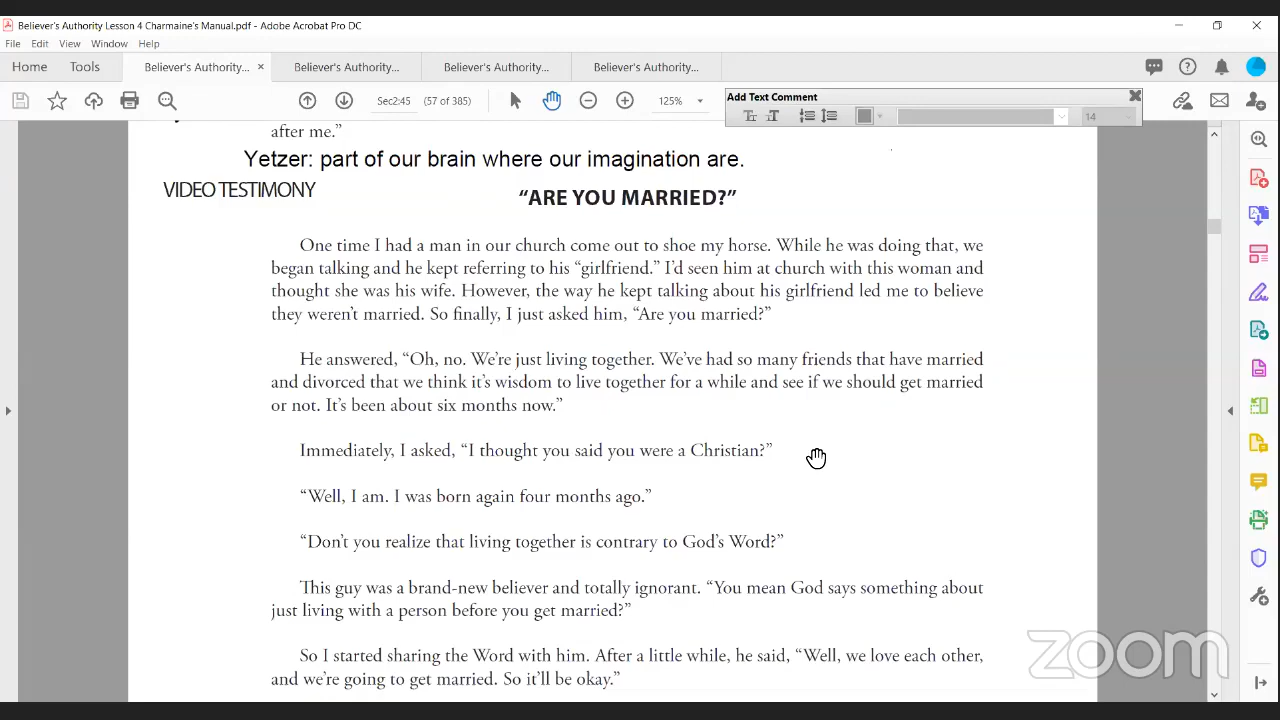 Believer's Authority Lesson 4 Charmaine's Manual.pdf - Adobe Acrobat Pro DC
File Edit View Window Help
Home Tools Believer's Authority... × Believer's Authority... Believer's Authority... Believer's Authority...
Sec2:45 (57 of 385) 125%
Add Text Comment
14
after me.”
Yetzer: part of our brain where our imagination are.
VIDEO TESTIMONY
“ARE YOU MARRIED?”
One time I had a man in our church come out to shoe my horse. While he was doing that, we
began talking and he kept referring to his “girlfriend.” I’d seen him at church with this woman and
thought she was his wife. However, the way he kept talking about his girlfriend led me to believe
they weren’t married. So finally, I just asked him, “Are you married?”
He answered, “Oh, no. We’re just living together. We’ve had so many friends that have married
and divorced that we think it’s wisdom to live together for a while and see if we should get married
or not. It’s been about six months now.”
Immediately, I asked, “I thought you said you were a Christian?”
“Well, I am. I was born again four months ago.”
“Don’t you realize that living together is contrary to God’s Word?”
This guy was a brand-new believer and totally ignorant. “You mean God says something about
just living with a person before you get married?”
So I started sharing the Word with him. After a little while, he said, “Well, we love each other,
and we’re going to get married. So it’ll be okay.”
zoom